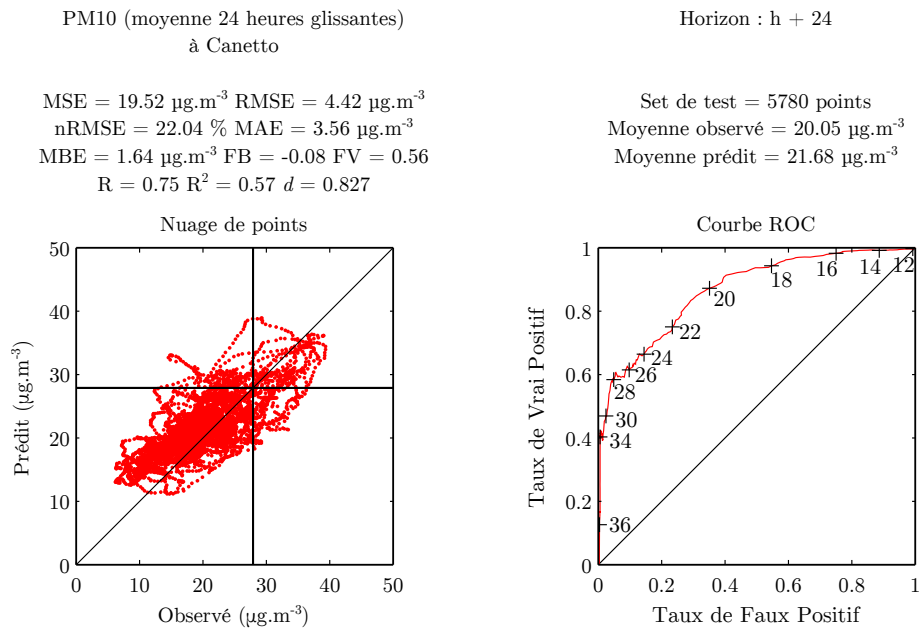 PM10 (moyenne 24 heures glissantes)
à Canetto
Horizon : h + 24
MSE = 19.52 µg.m-3 RMSE = 4.42 µg.m-3
nRMSE = 22.04 % MAE = 3.56 µg.m-3
MBE = 1.64 µg.m-3 FB = -0.08 FV = 0.56
R = 0.75 R2 = 0.57 d = 0.827
Set de test = 5780 points
Moyenne observé = 20.05 µg.m-3
Moyenne prédit = 21.68 µg.m-3
Nuage de points
50
40
30
20
10
0
0 10 20 30 40 50
Prédit (µg.m-3)
Observé (µg.m-3)
Courbe ROC
1
0.8
0.6
0.4
0.2
0
0 0.2 0.4 0.6 0.8 1
Taux de Vrai Positif
Taux de Faux Positif
12
14
16
18
20
22
24
26
28
30
34
36